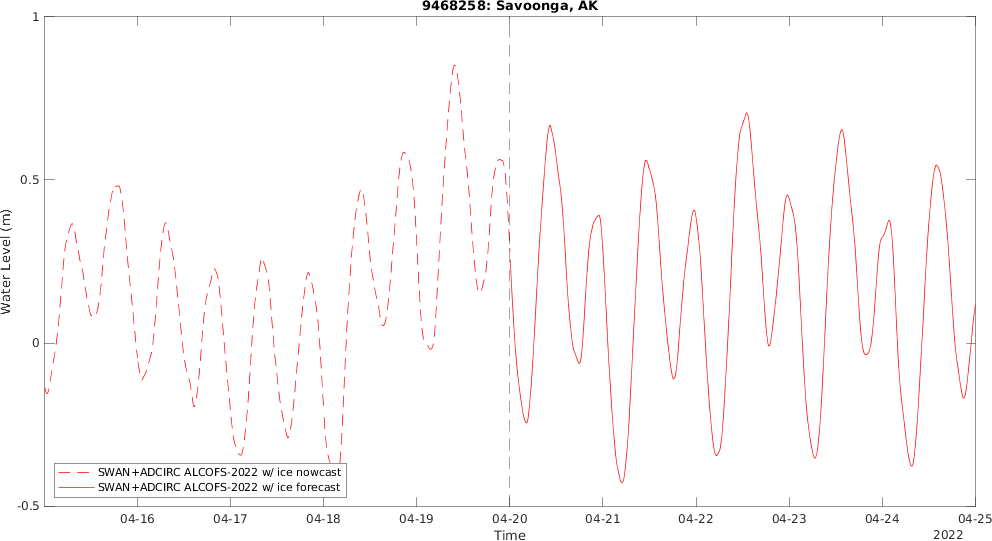 9468258: Savoonga, AK
1
0.5
0
-0.5
Water Level (m)
SWAN+ADCIRC ALCOFS-2022 w/ ice nowcast
SWAN+ADCIRC ALCOFS-2022 w/ ice forecast
04-16 04-17 04-18 04-19 04-20 04-21 04-22 04-23 04-24 04-25
Time
2022